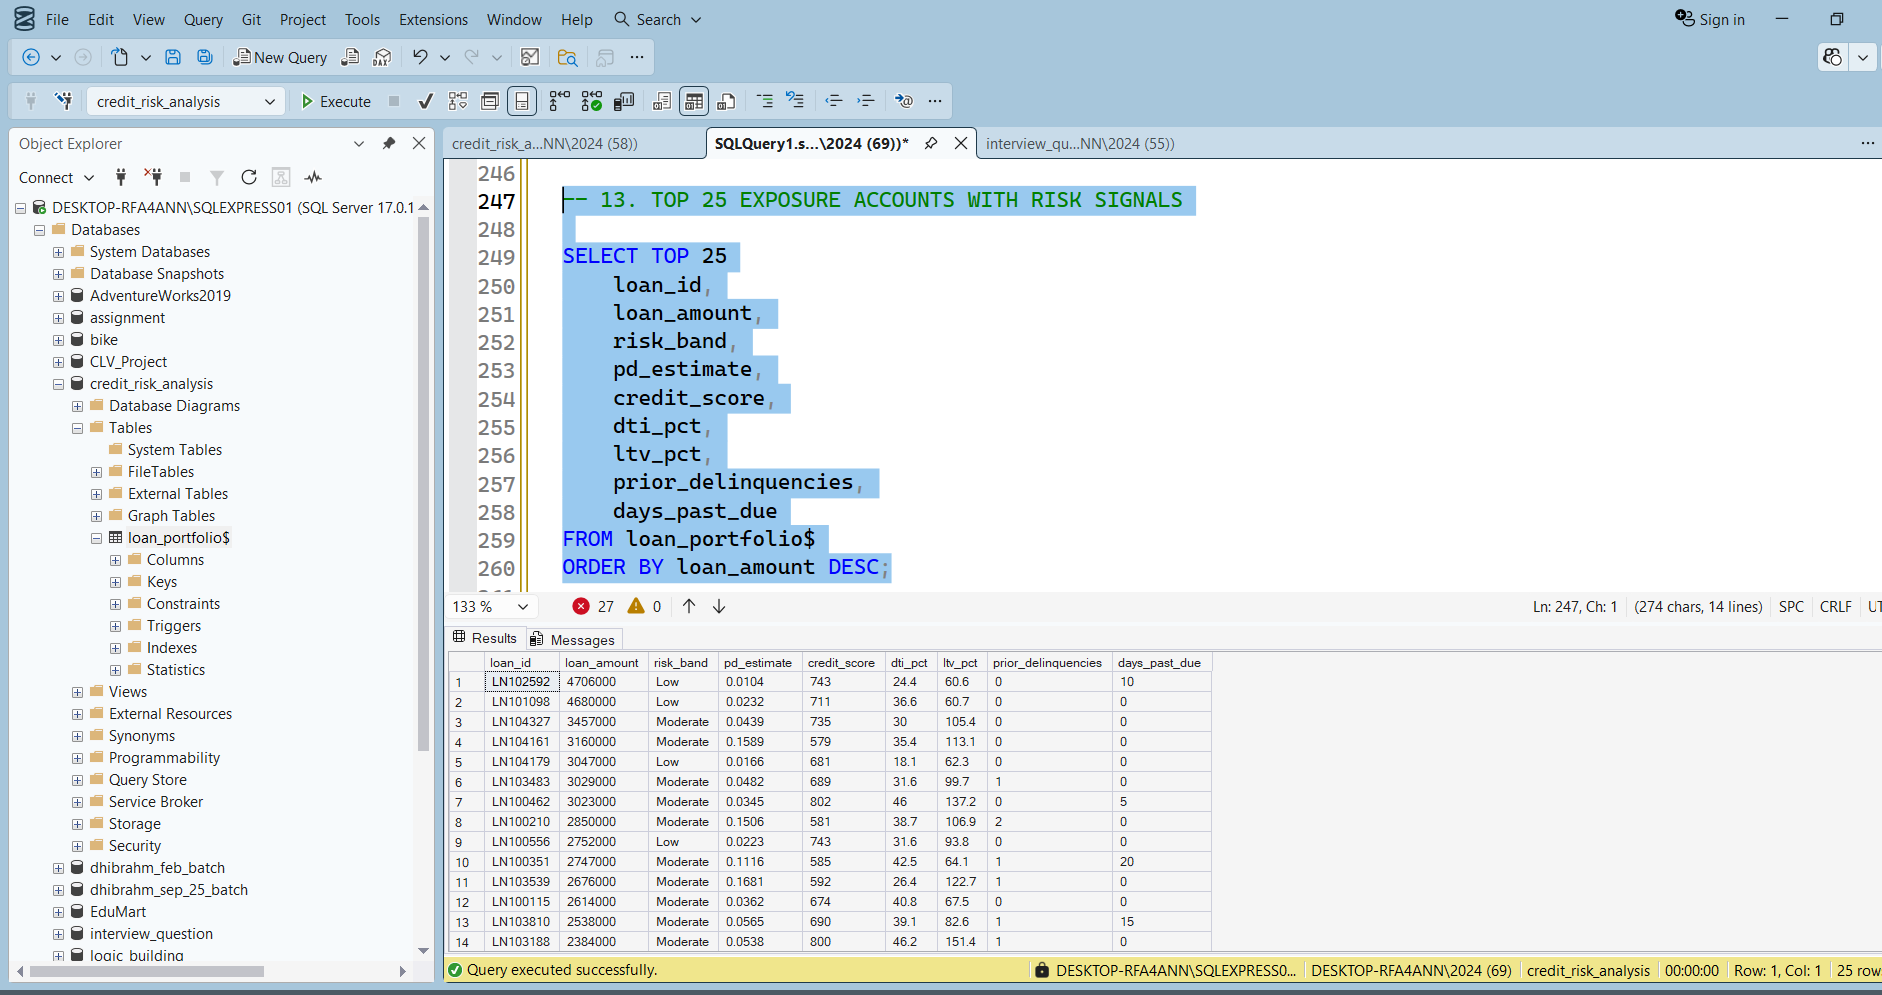 File Edit View Query Git Project Tools Extensions Window Help Search Sign in
New Query DAX
credit_risk_analysis Execute
Object Explorer
Connect
DESKTOP-RFA4ANN\SQLEXPRESS01 (SQL Server 17.0.1
Databases
System Databases
Database Snapshots
AdventureWorks2019
assignment
bike
CLV_Project
credit_risk_analysis
Database Diagrams
Tables
System Tables
FileTables
External Tables
Graph Tables
loan_portfolio$
Columns
Keys
Constraints
Triggers
Indexes
Statistics
Views
External Resources
Synonyms
Programmability
Query Store
Service Broker
Storage
Security
dhibrahm_feb_batch
dhibrahm_sep_25_batch
EduMart
interview_question
logic_building
credit_risk_a...NN\2024 (58)) SQLQuery1.s...\2024 (69))* interview_qu...NN\2024 (55))
246
247 -- 13. TOP 25 EXPOSURE ACCOUNTS WITH RISK SIGNALS
248
249 SELECT TOP 25
250 loan_id,
251 loan_amount,
252 risk_band,
253 pd_estimate,
254 credit_score,
255 dti_pct,
256 ltv_pct,
257 prior_delinquencies,
258 days_past_due
259 FROM loan_portfolio$
260 ORDER BY loan_amount DESC;
133 % 27 0 Ln: 247, Ch: 1 (274 chars, 14 lines) SPC CRLF UT
Results Messages
loan_id loan_amount risk_band pd_estimate credit_score dti_pct ltv_pct prior_delinquencies days_past_due
1 LN102592 4706000 Low 0.0104 743 24.4 60.6 0 10
2 LN101098 4680000 Low 0.0232 711 36.6 60.7 0 0
3 LN104327 3457000 Moderate 0.0439 735 30 105.4 0 0
4 LN104161 3160000 Moderate 0.1589 579 35.4 113.1 0 0
5 LN104179 3047000 Low 0.0166 681 18.1 62.3 0 0
6 LN103483 3029000 Moderate 0.0482 689 31.6 99.7 1 0
7 LN100462 3023000 Moderate 0.0345 802 46 137.2 0 5
8 LN100210 2850000 Moderate 0.1506 581 38.7 106.9 2 0
9 LN100556 2752000 Low 0.0223 743 31.6 93.8 0 0
10 LN100351 2747000 Moderate 0.1116 585 42.5 64.1 1 20
11 LN103539 2676000 Moderate 0.1681 592 26.4 122.7 1 0
12 LN100115 2614000 Moderate 0.0362 674 40.8 67.5 0 0
13 LN103810 2538000 Moderate 0.0565 690 39.1 82.6 1 15
14 LN103188 2384000 Moderate 0.0538 800 46.2 151.4 1 0
Query executed successfully. DESKTOP-RFA4ANN\SQLEXPRESS0... DESKTOP-RFA4ANN\2024 (69) credit_risk_analysis 00:00:00 Row: 1, Col: 1 25 row